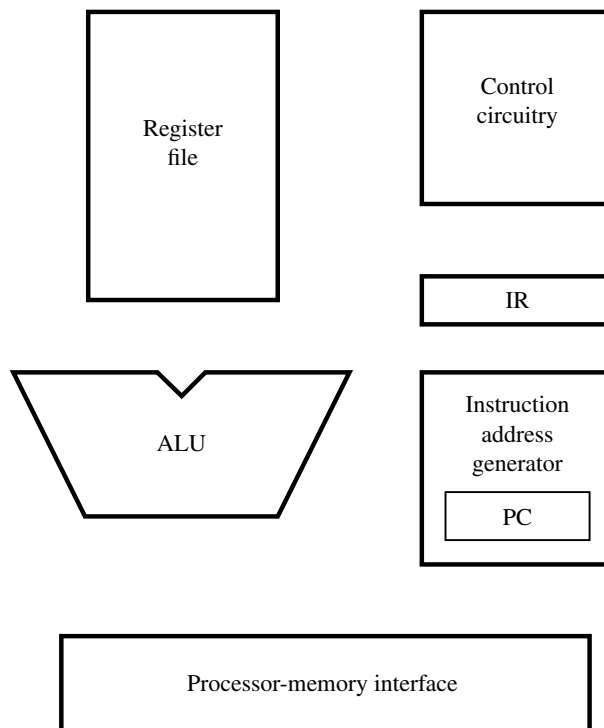 Register
file
Control
circuitry
IR
ALU
Instruction
address
generator
PC
Processor-memory interface